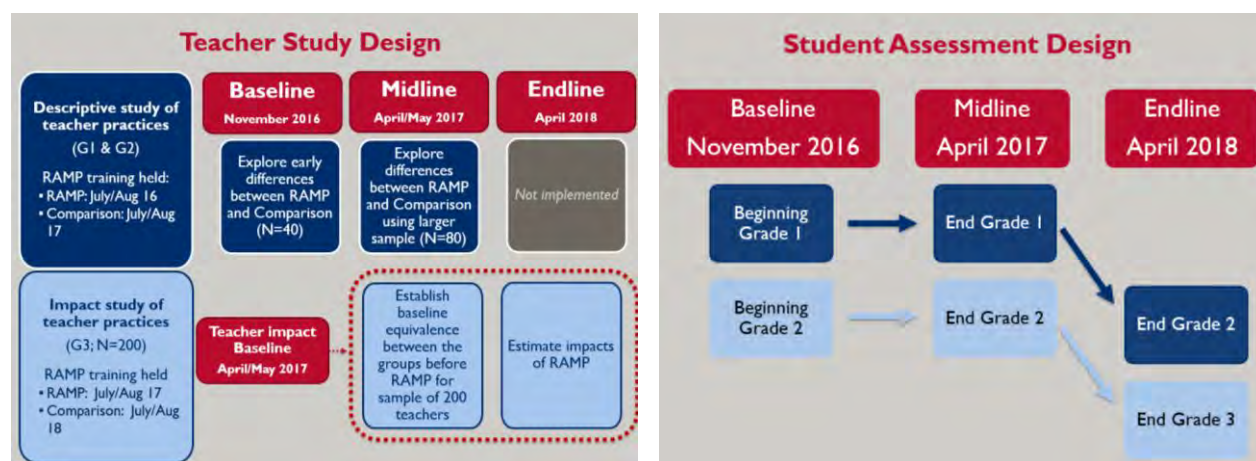 Teacher Study Design
Descriptive study of
teacher practices
(G1 & G2)
RAMP training held:
• RAMP: July/Aug 16
• Comparison: July/Aug
17
Baseline
November 2016
Midline
April/May 2017
Endline
April 2018
Explore early
differences
between RAMP
and Comparison
(N=40)
Explore
differences
between RAMP
and Comparison
using larger
sample (N=80)
Not implemented
Impact study of
teacher practices
(G3; N=200)
RAMP training held
• RAMP: July/Aug 17
• Comparison: July/Aug
18
Teacher impact
Baseline
April/May 2017
Establish
baseline
equivalence
between the
groups before
RAMP for
sample of 200
teachers
Estimate impacts
of RAMP
Student Assessment Design
Baseline
November 2016
Midline
April 2017
Endline
April 2018
Beginning
Grade 1
End Grade 1
Beginning
Grade 2
End Grade 2
End Grade 2
End Grade 3